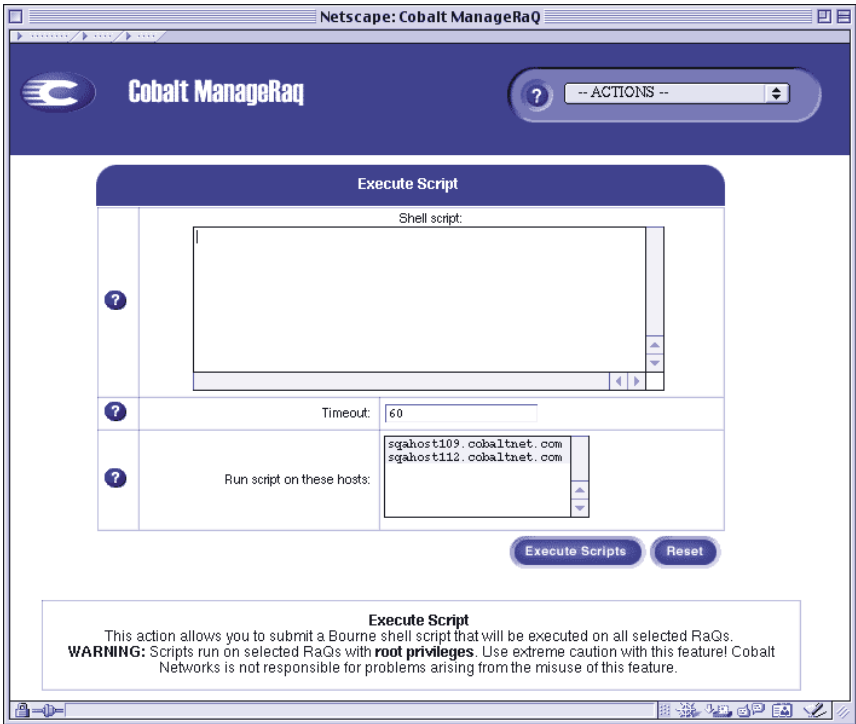 Netscape: Cobalt ManageRaQ
Cobalt ManageRaq
?
-- ACTIONS --
Execute Script
Shell script:
?
?
Timeout:
60
?
Run script on these hosts:
sqahost109.cobaltnet.com
sqahost112.cobaltnet.com
Execute Scripts
Reset
Execute Script
This action allows you to submit a Bourne shell script that will be executed on all selected RaQs.
WARNING: Scripts run on selected RaQs with root privileges. Use extreme caution with this feature! Cobalt
Networks is not responsible for problems arising from the misuse of this feature.